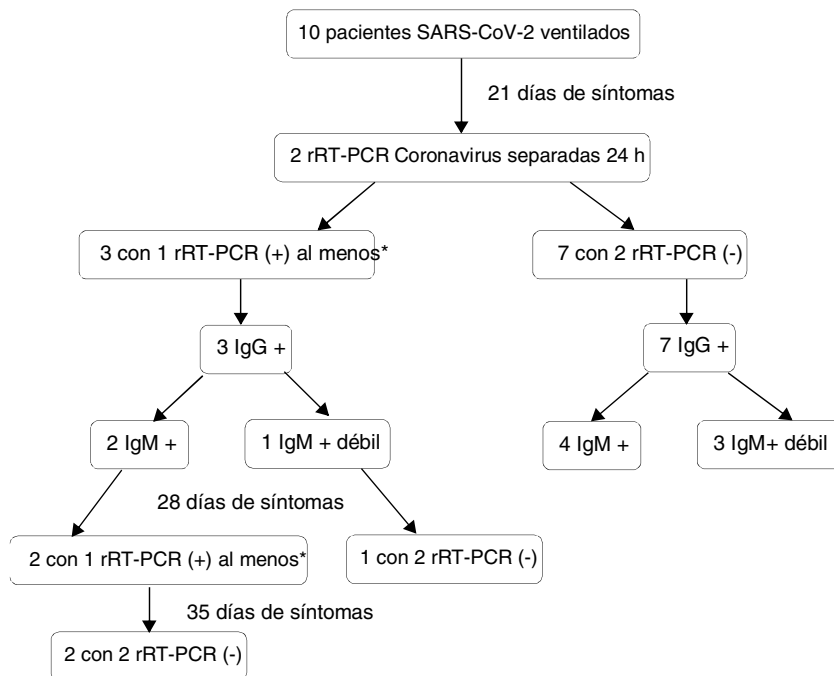 10 pacientes SARS-CoV-2 ventilados
21 días de síntomas
2 rRT-PCR Coronavirus separadas 24 h
3 con 1 rRT-PCR (+) al menos*
7 con 2 rRT-PCR (-)
3 IgG +
7 IgG +
2 IgM +
1 IgM + débil
4 IgM +
3 IgM+ débil
28 días de síntomas
2 con 1 rRT-PCR (+) al menos*
1 con 2 rRT-PCR (-)
35 días de síntomas
2 con 2 rRT-PCR (-)